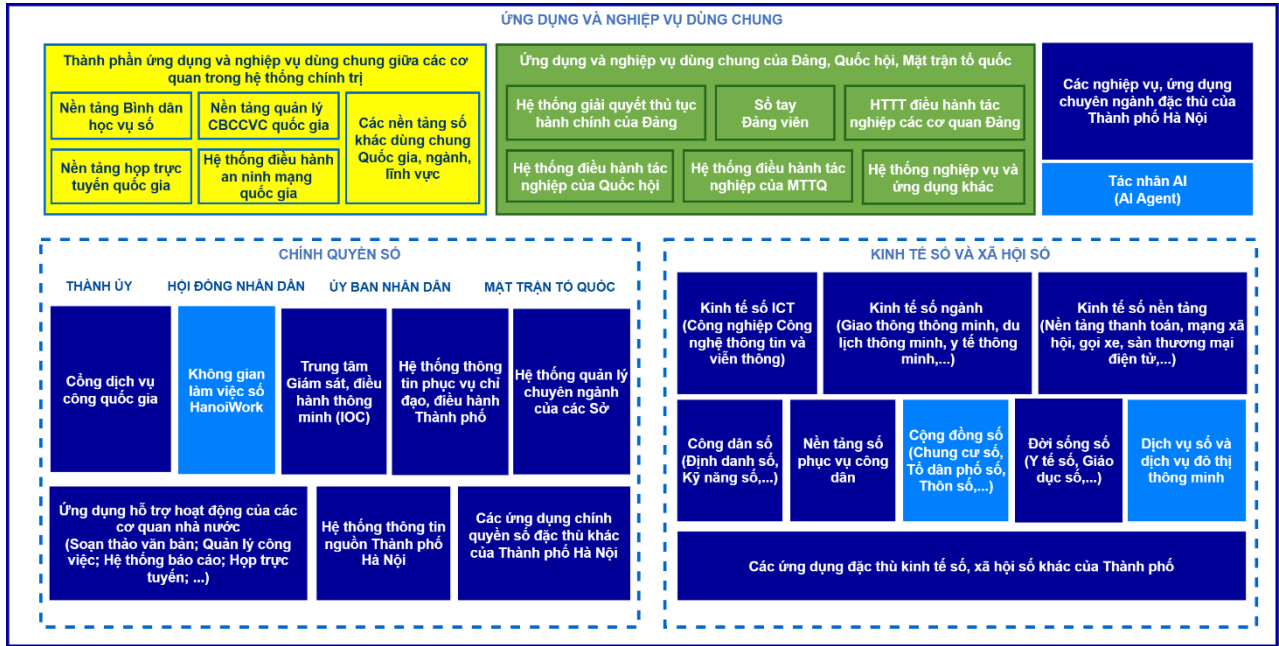 ỨNG DỤNG VÀ NGHIỆP VỤ DÙNG CHUNG
Thành phần ứng dụng và nghiệp vụ dùng chung giữa các cơ
quan trong hệ thống chính trị
Nền tảng Bình dân
học vụ số
Nền tảng quản lý
CBCCVC quốc gia
Các nền tảng số
khác dùng chung
Quốc gia, ngành,
lĩnh vực
Nền tảng họp trực
tuyến quốc gia
Hệ thống điều hành
an ninh mạng
quốc gia
Ứng dụng và nghiệp vụ dùng chung của Đảng, Quốc hội, Mặt trận tổ quốc
Hệ thống giải quyết thủ tục
hành chính của Đảng
Sổ tay
Đảng viên
HTTT điều hành tác
nghiệp các cơ quan Đảng
Hệ thống điều hành tác
nghiệp của Quốc hội
Hệ thống điều hành tác
nghiệp của MTTQ
Hệ thống nghiệp vụ và
ứng dụng khác
Các nghiệp vụ, ứng dụng
chuyên ngành đặc thù của
Thành phố Hà Nội
Tác nhân AI
(AI Agent)
CHÍNH QUYỀN SỐ
THÀNH ỦY
HỘI ĐỒNG NHÂN DÂN
ỦY BAN NHÂN DÂN
MẶT TRẬN TỔ QUỐC
Cổng dịch vụ
công quốc gia
Không gian
làm việc số
HanoiWork
Trung tâm
Giám sát, điều
hành thông
minh (IOC)
Hệ thống thông
tin phục vụ chỉ
đạo, điều hành
Thành phố
Hệ thống quản lý
chuyên ngành
của các Sở
Ứng dụng hỗ trợ hoạt động của các
cơ quan nhà nước
(Soạn thảo văn bản; Quản lý công
việc; Hệ thống báo cáo; Họp trực
tuyến; ...)
Hệ thống thông tin
nguồn Thành phố
Hà Nội
Các ứng dụng chính
quyền số đặc thù khác
của Thành phố Hà Nội
KINH TẾ SỐ VÀ XÃ HỘI SỐ
Kinh tế số ICT
(Công nghiệp Công
nghệ thông tin và
viễn thông)
Kinh tế số ngành
(Giao thông thông minh, du
lịch thông minh, y tế thông
minh,...)
Kinh tế số nền tảng
(Nền tảng thanh toán, mạng xã
hội, gọi xe, sàn thương mại
điện tử,...)
Công dân số
(Định danh số,
Kỹ năng số,...)
Nền tảng số
phục vụ công
dân
Cộng đồng số
(Chung cư số,
Tổ dân phố số,
Thôn số,...)
Đời sống số
(Y tế số, Giáo
dục số,...)
Dịch vụ số và
dịch vụ đô thị
thông minh
Các ứng dụng đặc thù kinh tế số, xã hội số khác của Thành phố